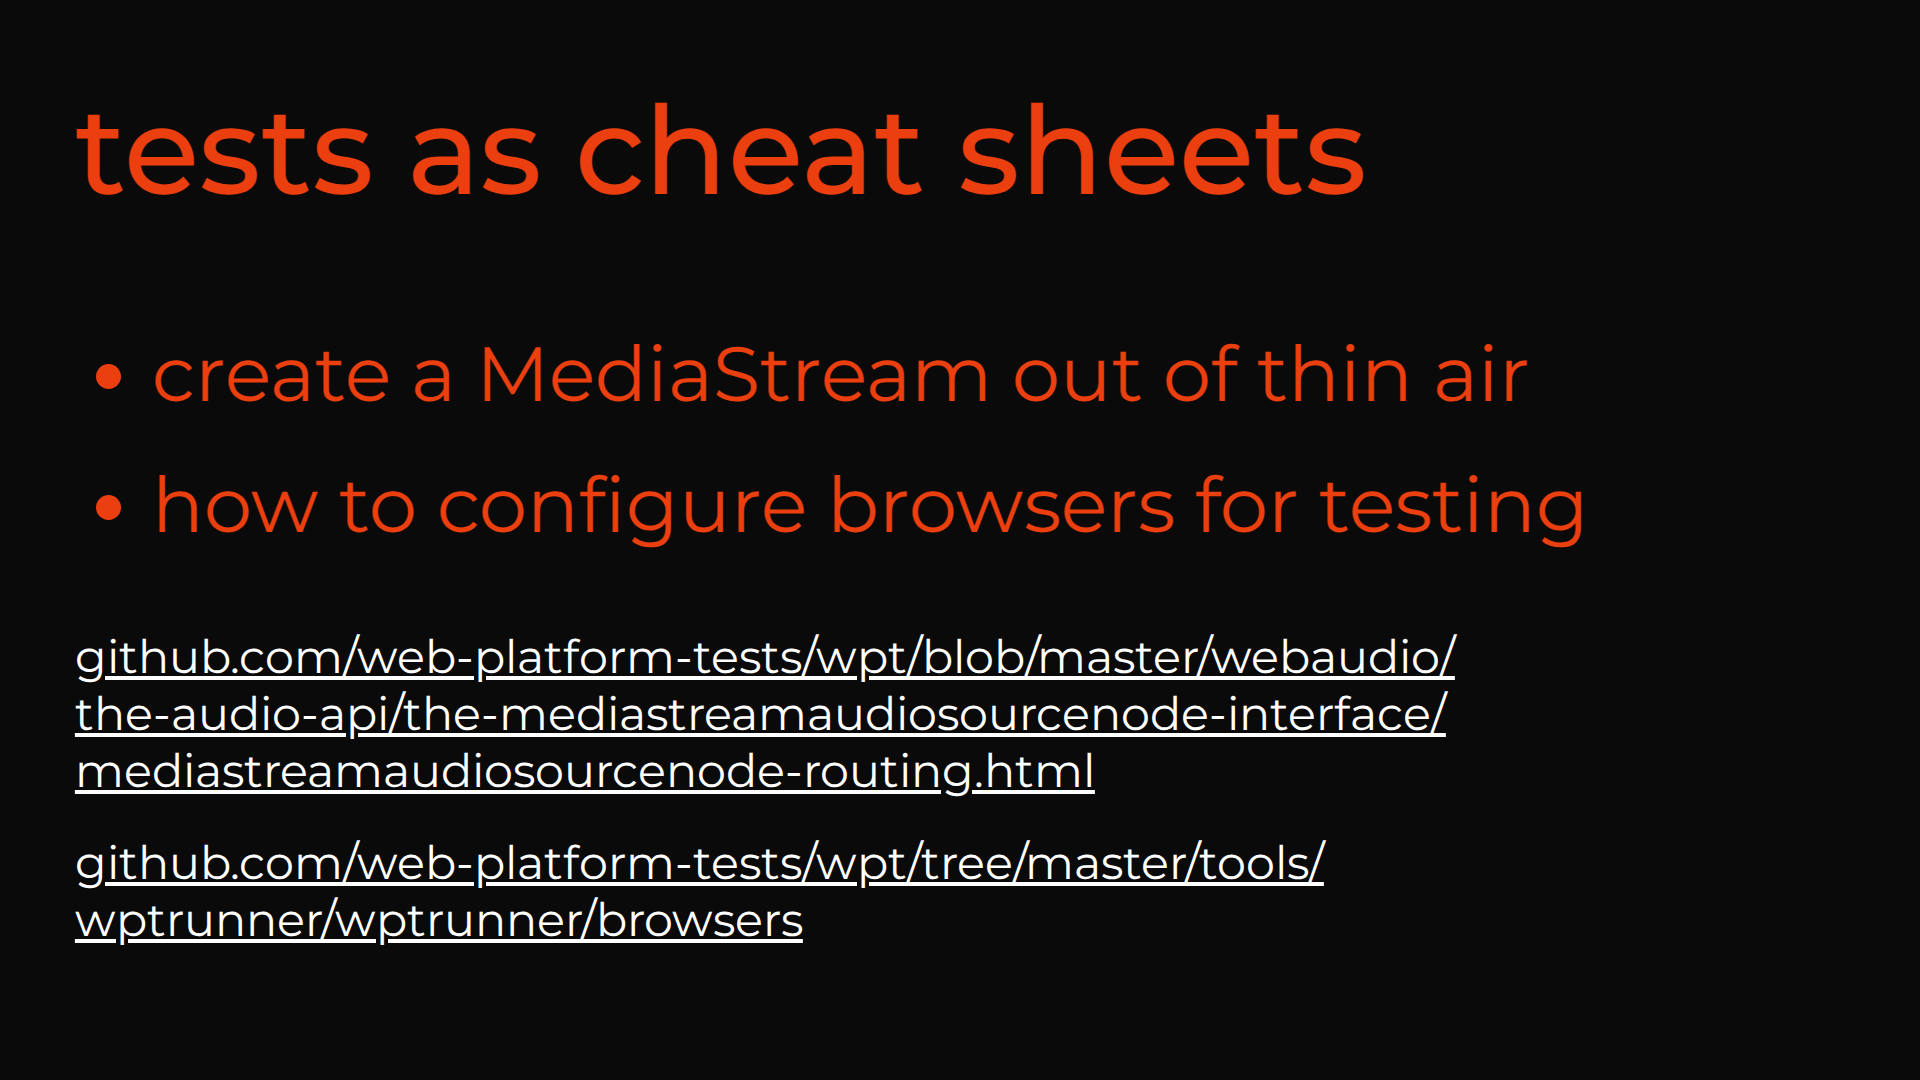 tests as cheat sheets
• create a MediaStream out of thin air
• how to configure browsers for testing
github.com/web-platform-tests/wpt/blob/master/webaudio/
the-audio-api/the-mediastreamaudiosourcenode-interface/
mediastreamaudiosourcenode-routing.html
github.com/web-platform-tests/wpt/tree/master/tools/
wptrunner/wptrunner/browsers